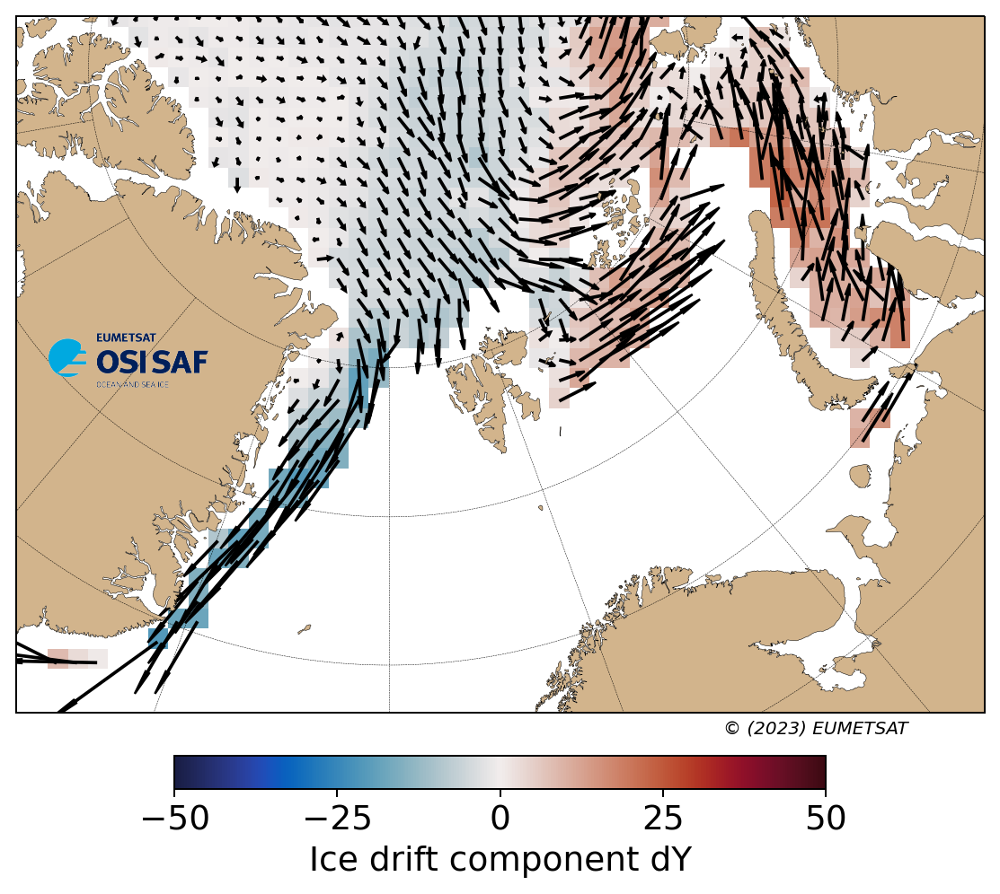 EUMETSAT
OSI SAF
OCEAN AND SEA ICE
© (2023) EUMETSAT
−50 −25 0 25 50
Ice drift component dY